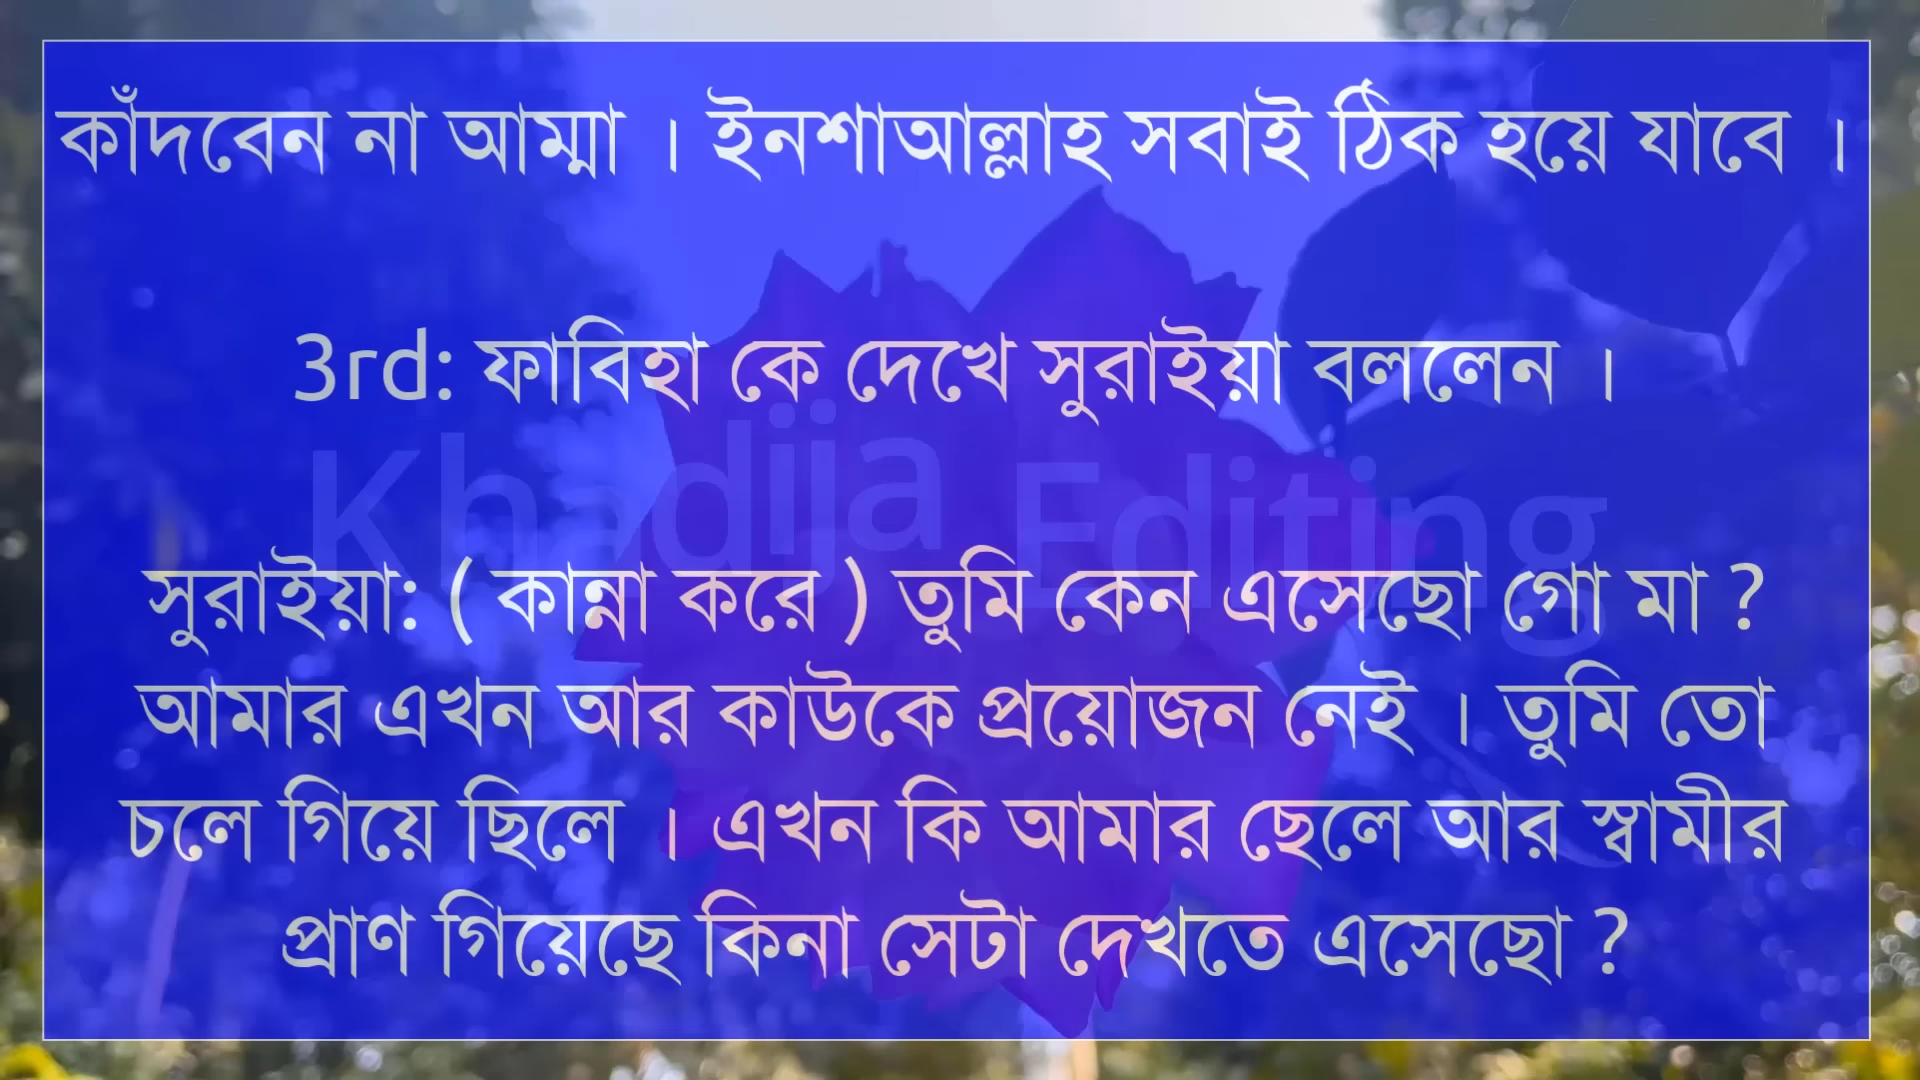 কাঁদবেন না আম্মা । ইনশাআল্লাহ সবাই ঠিক হয়ে যাবে ।
3rd: ফাবিহা কে দেখে সুরাইয়া বললেন ।
Khadija Editing
সুরাইয়া: ( কান্না করে ) তুমি কেন এসেছো গো মা ?
আমার এখন আর কাউকে প্রয়োজন নেই । তুমি তো
চলে গিয়ে ছিলে । এখন কি আমার ছেলে আর স্বামীর
প্রাণ গিয়েছে কিনা সেটা দেখতে এসেছো ?